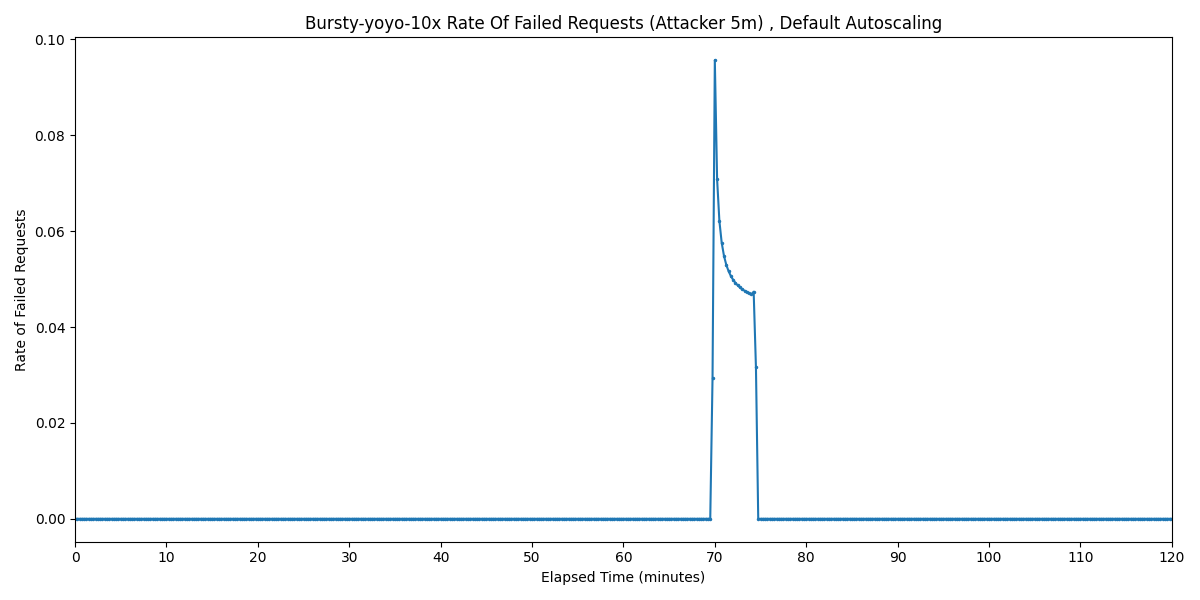 Bursty-yoyo-10x Rate Of Failed Requests (Attacker 5m) , Default Autoscaling
0.10
0.08
0.06
0.04
0.02
0.00
Rate of Failed Requests
0 10 20 30 40 50 60 70 80 90 100 110 120
Elapsed Time (minutes)